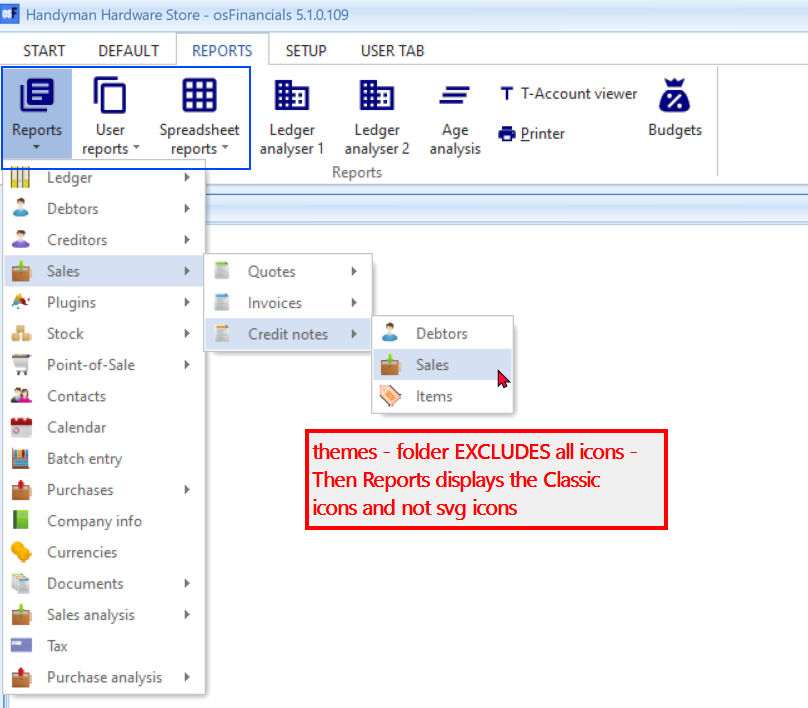 osF Handyman Hardware Store - osFinancials 5.1.0.109
START DEFAULT REPORTS SETUP USER TAB
Reports
User
reports
Spreadsheet
reports
Ledger
analyser 1
Ledger
analyser 2
Age
analysis
T T-Account viewer
Printer
Budgets
Reports
Ledger
Debtors
Creditors
Sales
Plugins
Stock
Point-of-Sale
Contacts
Calendar
Batch entry
Purchases
Company info
Currencies
Documents
Sales analysis
Tax
Purchase analysis
Quotes
Invoices
Credit notes
Debtors
Sales
Items
themes - folder EXCLUDES all icons -
Then Reports displays the Classic
icons and not svg icons